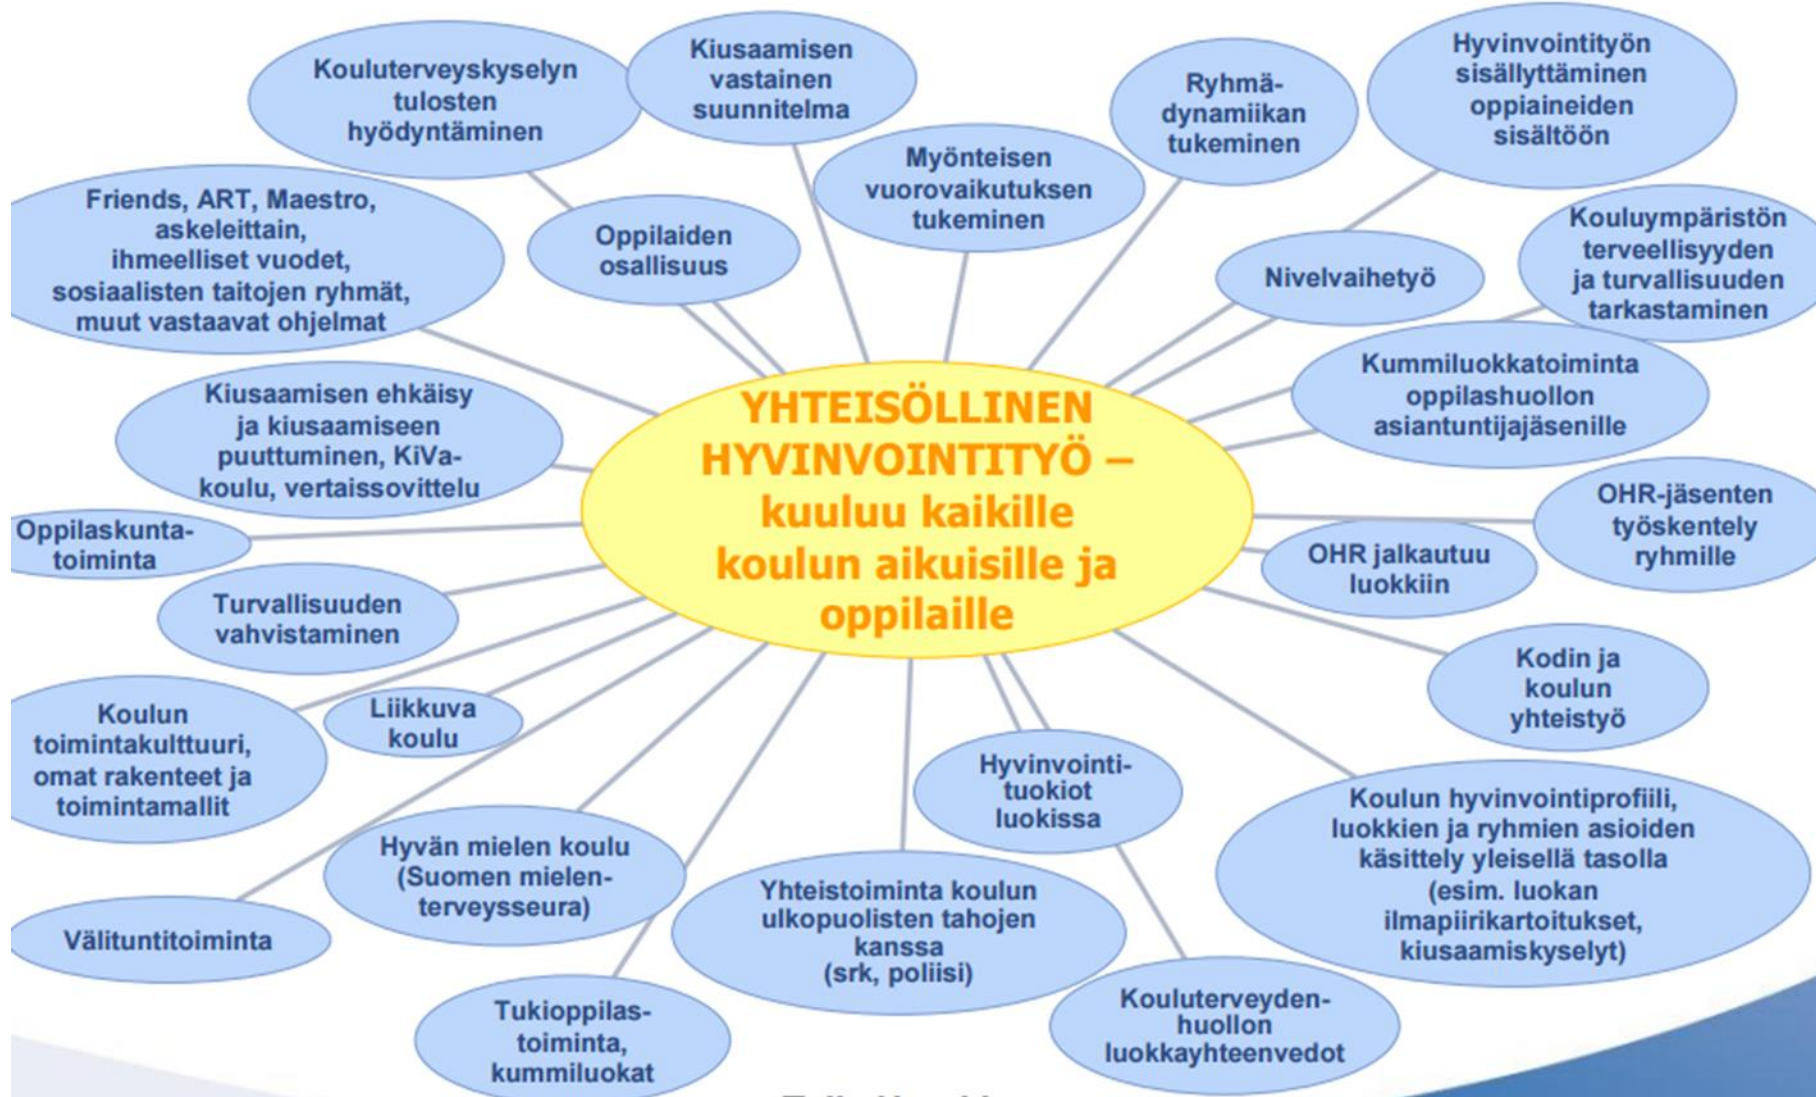 Kouluterveyskyselyn
tulosten
hyödyntäminen
Kiusaamisen
vastainen
suunnitelma
Myönteisen
vuorovaikutuksen
tukeminen
Ryhmä-
dynamiikan
tukeminen
Hyvinvointityön
sisällyttäminen
oppiaineiden
sisältöön
Friends, ART, Maestro,
askeleittain,
ihmeelliset vuodet,
sosiaalisten taitojen ryhmät,
muut vastaavat ohjelmat
Oppilaiden
osallisuus
Nivelvaihetyö
Kouluympäristön
terveellisyyden
ja turvallisuuden
tarkastaminen
Kiusaamisen ehkäisy
ja kiusaamiseen
puuttuminen, KiVa-
koulu, vertaissovittelu
YHTEISÖLLINEN
HYVINVOINTITYÖ –
kuuluu kaikille
koulun aikuisille ja
oppilaille
Kummiluokkatoiminta
oppilashuollon
asiantuntijajäsenille
OHR-jäsenten
työskentely
ryhmille
Oppilaskunta-
toiminta
OHR jalkautuu
luokkiin
Turvallisuuden
vahvistaminen
Kodin ja
koulun
yhteistyö
Koulun
toimintakulttuuri,
omat rakenteet ja
toimintamallit
Liikkuva
koulu
Hyvinvointi-
tuokiot
luokissa
Koulun hyvinvointiprofiili,
luokkien ja ryhmien asioiden
käsittely yleisellä tasolla
(esim. luokan
ilmapiirikartoitukset,
kiusaamiskyselyt)
Hyvän mielen koulu
(Suomen mielen-
terveysseura)
Yhteistoiminta koulun
ulkopuolisten tahojen
kanssa
(srk, poliisi)
Välituntitoiminta
Tukioppilas-
toiminta,
kummiluokat
Kouluterveyden-
huollon
luokkayhteenvedot